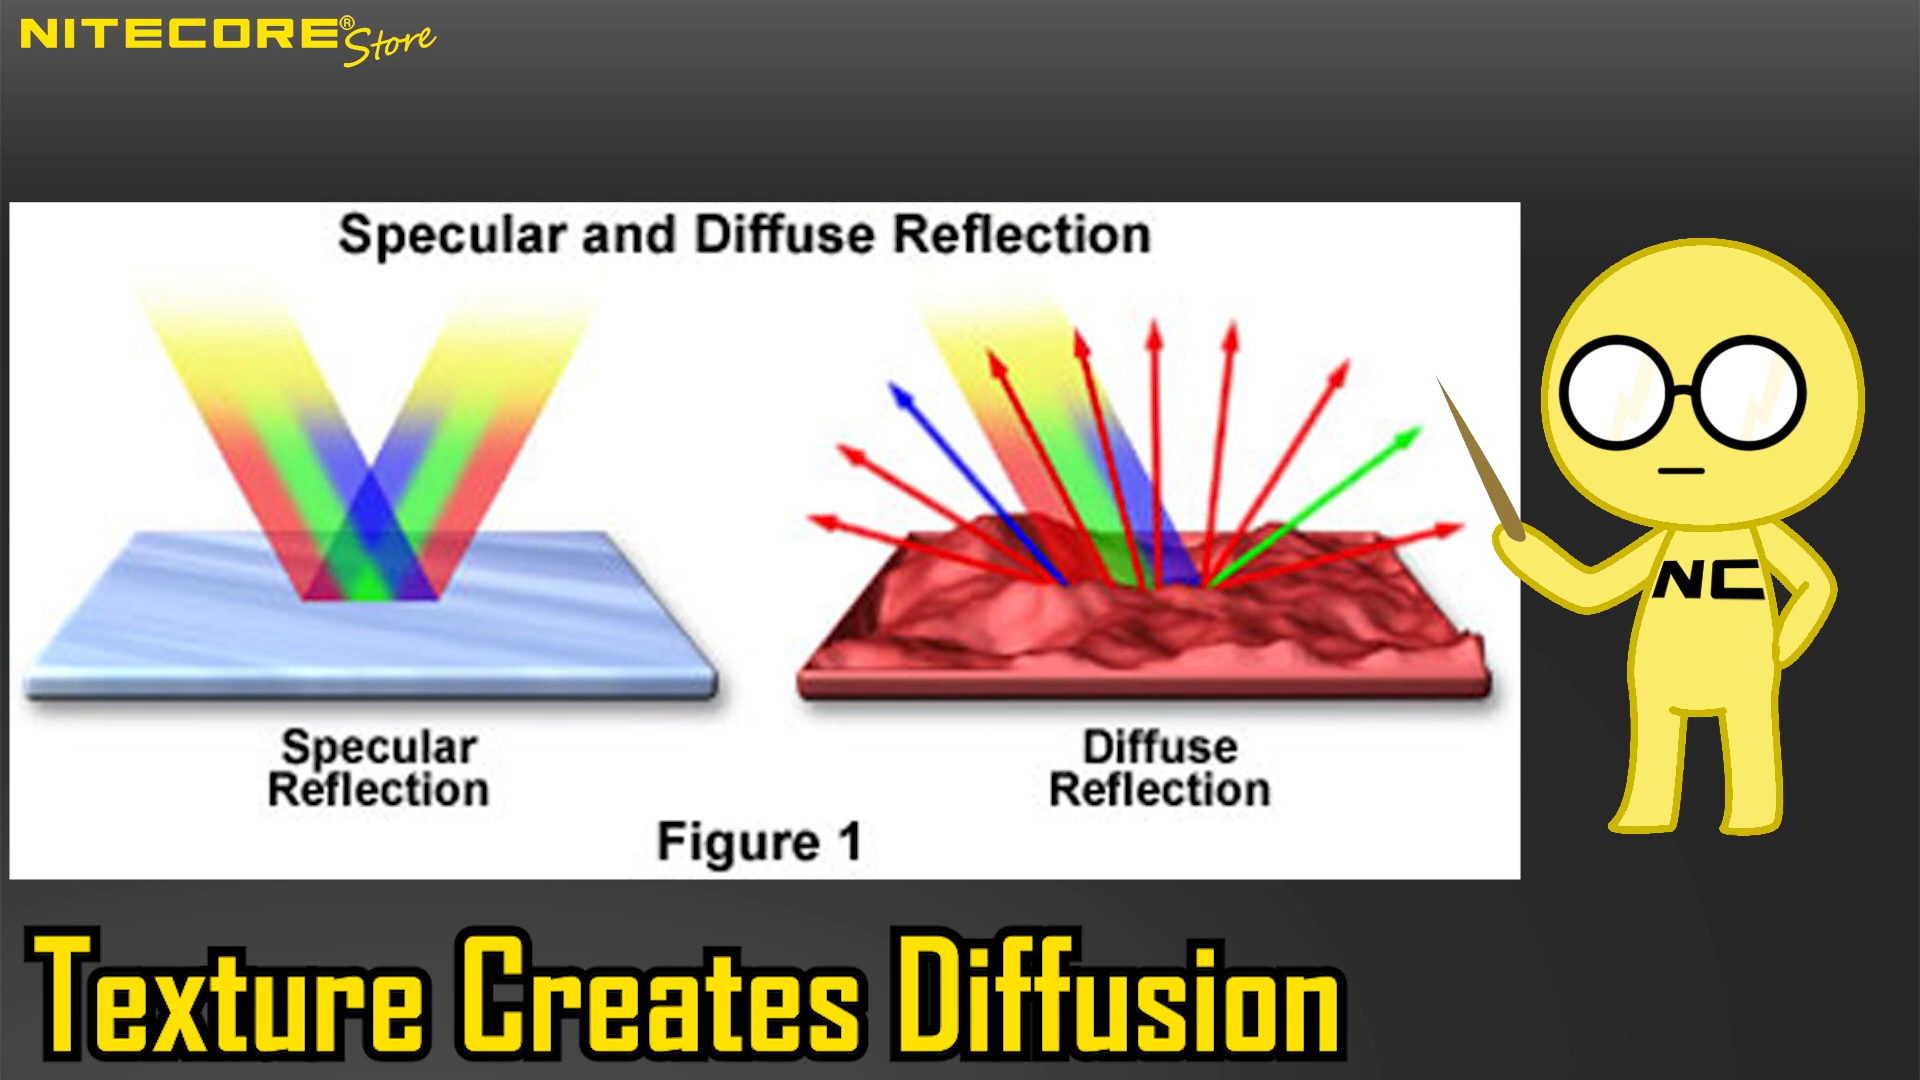 NITECORE® Store
Specular and Diffuse Reflection
Specular
Reflection
Diffuse
Reflection
Figure 1
NC
Texture Creates Diffusion